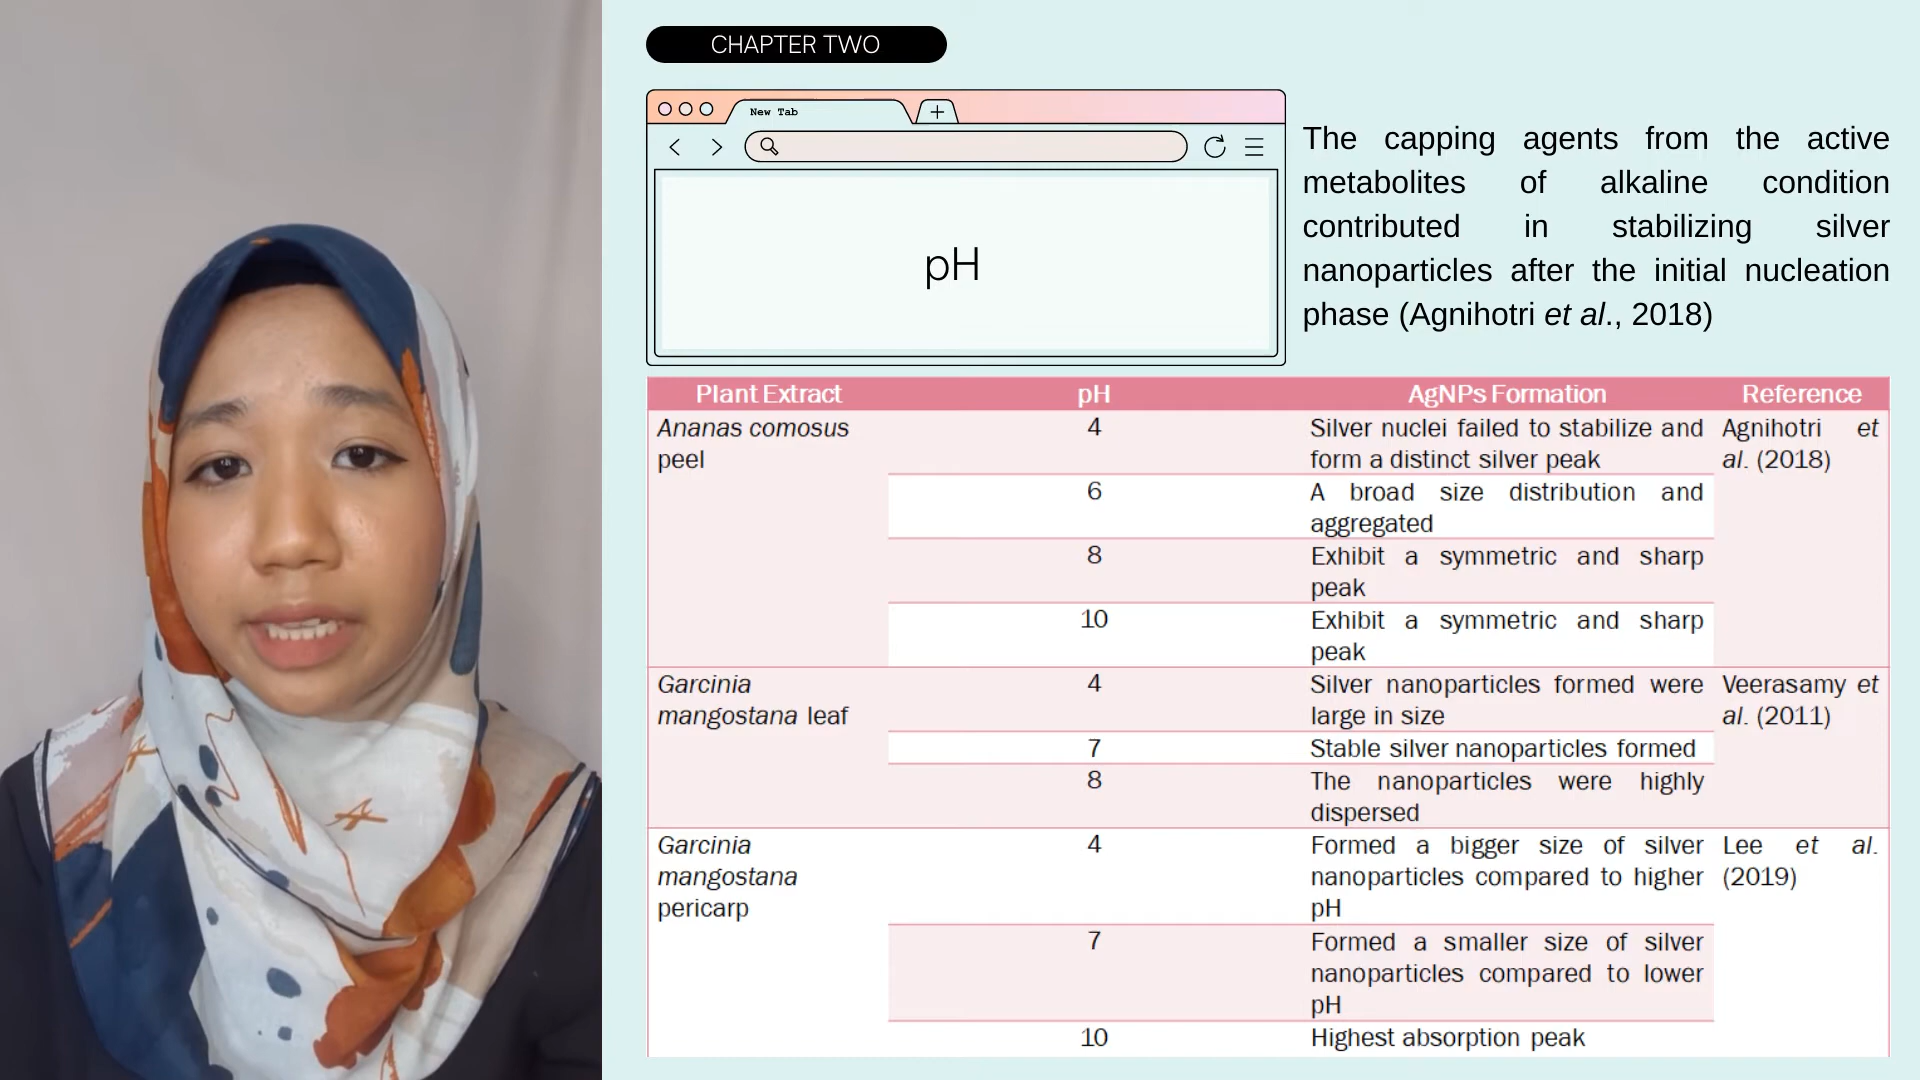 CHAPTER TWO
New Tab
pH
The capping agents from the active
metabolites of alkaline condition
contributed in stabilizing silver
nanoparticles after the initial nucleation
phase (Agnihotri et al., 2018)
Plant Extract pH AgNPs Formation Reference
Ananas comosus 4 Silver nuclei failed to stabilize and Agnihotri et
peel form a distinct silver peak al. (2018)
6 A broad size distribution and
aggregated
8 Exhibit a symmetric and sharp
peak
10 Exhibit a symmetric and sharp
peak
Garcinia 4 Silver nanoparticles formed were Veerasamy et
mangostana leaf large in size al. (2011)
7 Stable silver nanoparticles formed
8 The nanoparticles were highly
dispersed
Garcinia 4 Formed a bigger size of silver Lee et al.
mangostana nanoparticles compared to higher (2019)
pericarp pH
7 Formed a smaller size of silver
nanoparticles compared to lower
pH
10 Highest absorption peak